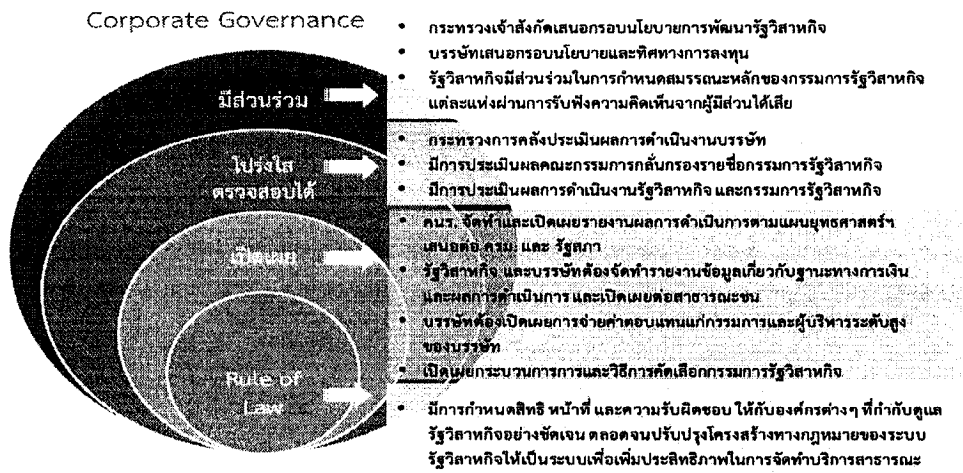 Corporate Governance
มีส่วนร่วม
• กระทรวงเจ้าสังกัดเสนอกรอบนโยบายการพัฒนารัฐวิสาหกิจ
• บรรษัทเสนอกรอบนโยบายและทิศทางการลงทุน
• รัฐวิสาหกิจมีส่วนร่วมในการกำหนดสมรรถนะหลักของกรรมการรัฐวิสาหกิจ
แต่ละแห่งผ่านการรับฟังความคิดเห็นจากผู้มีส่วนได้เสีย
โปร่งใส
ตรวจสอบได้
• กระทรวงการคลังประเมินผลการดำเนินงานบรรษัท
• มีการประเมินผลคณะกรรมการกลั่นกรองรายชื่อกรรมการรัฐวิสาหกิจ
• มีการประเมินผลการดำเนินงานรัฐวิสาหกิจ และกรรมการรัฐวิสาหกิจ
เปิดเผย
• คนร. จัดทำและเปิดเผยรายงานผลการดำเนินการตามแผนยุทธศาสตร์ฯ
เสนอต่อ ครม. และ รัฐสภา
• รัฐวิสาหกิจ และบรรษัทต้องจัดทำรายงานข้อมูลเกี่ยวกับฐานะทางการเงิน
และผลการดำเนินการ และเปิดเผยต่อสาธารณะชน
• บรรษัทต้องเปิดเผยการจ่ายค่าตอบแทนแก่กรรมการและผู้บริหารระดับสูง
ของบรรษัท
• เปิดเผยกระบวนการการและวิธีการคัดเลือกกรรมการรัฐวิสาหกิจ
Rule of
Law
• มีการกำหนดสิทธิ หน้าที่ และความรับผิดชอบ ให้กับองค์กรต่างๆ ที่กำกับดูแล
รัฐวิสาหกิจอย่างชัดเจน ตลอดจนปรับปรุงโครงสร้างทางกฎหมายของระบบ
รัฐวิสาหกิจให้เป็นระบบเพื่อเพิ่มประสิทธิภาพในการจัดทำบริการสาธารณะ